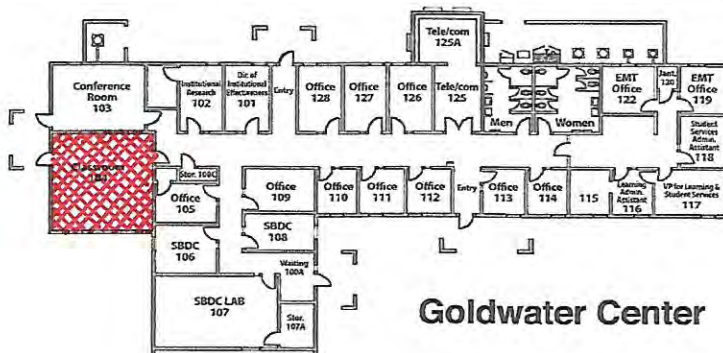 Tele/com
125A
Conference
Room
103
Institutional
Research
102
Dir of
Institutional
Effectiveness
101
Entry
Office
128
Office
127
Office
126
Tele/com
125
Men
Women
EMT
Office
122
Jant.
120
EMT
Office
119
Student
Services
Admin.
Assistant
118
Classroom
104
Stor. 100C
Office
105
Office
109
Office
110
Office
111
Office
112
Entry
Office
113
Office
114
115
Learning
Admin.
Assistant
116
VP for Learning &
Student Services
117
SBDC
106
SBDC
108
Waiting
100A
SBDC LAB
107
Stor.
107A
Goldwater Center